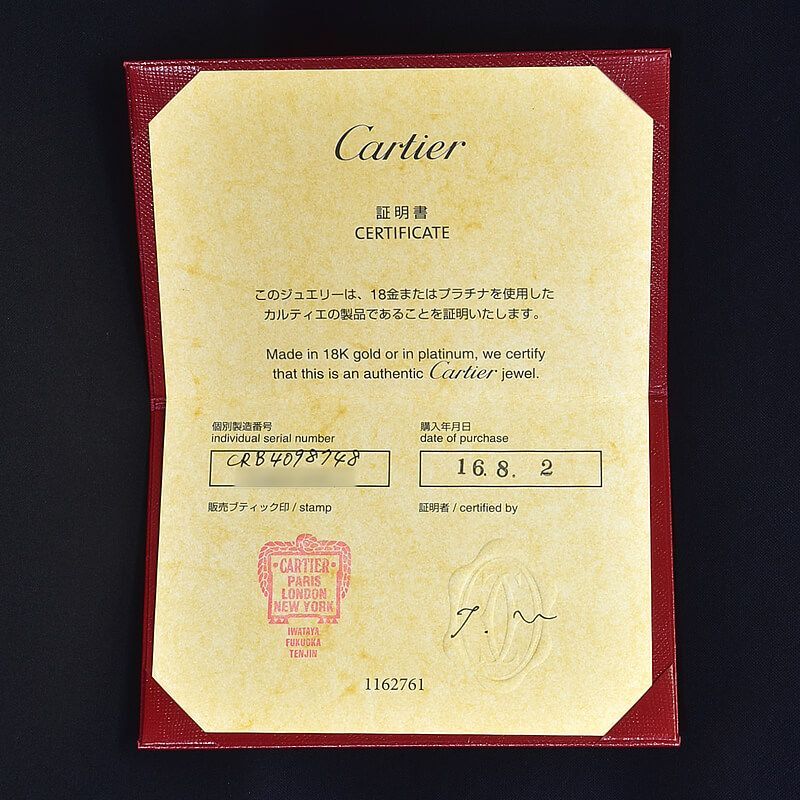 Cartier
証明書
CERTIFICATE
このジュエリーは、18金またはプラチナを使用した
カルティエの製品であることを証明いたします。
Made in 18K gold or in platinum, we certify
that this is an authentic Cartier jewel.
個別製造番号
individual serial number
CRB4098748
購入年月日
date of purchase
16.8. 2
販売ブティック印 / stamp
証明者 / certified by
CARTIER
PARIS
LONDON
NEW YORK
IWATAYA
FUKUOKA
TENJIN
1162761